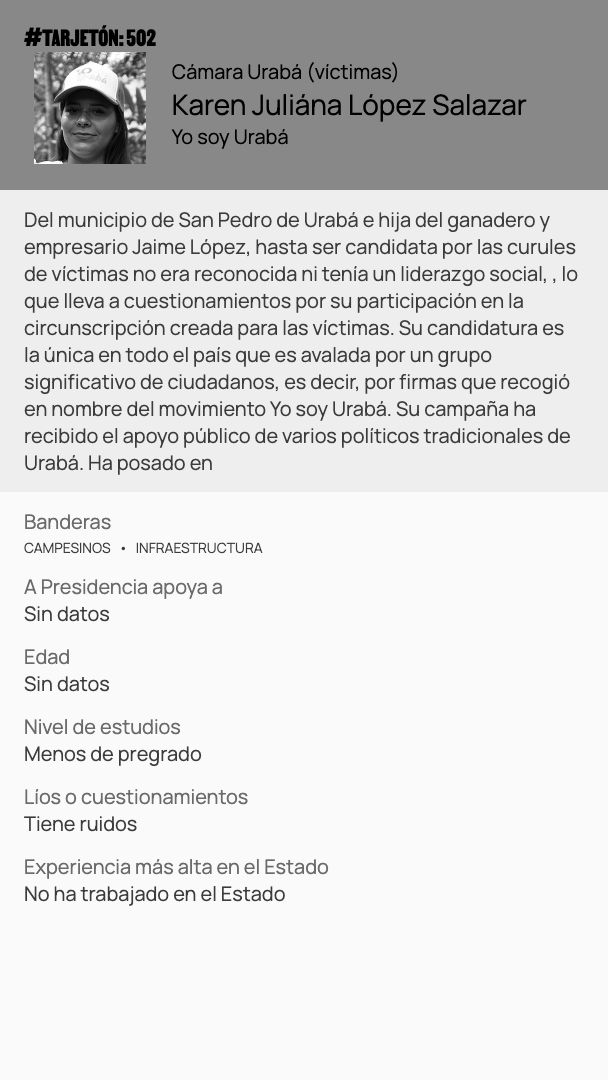 #TARJETÓN: 502
Cámara Urabá (víctimas)
Karen Juliána López Salazar
Yo soy Urabá
Del municipio de San Pedro de Urabá e hija del ganadero y
empresario Jaime López, hasta ser candidata por las curules
de víctimas no era reconocida ni tenía un liderazgo social, , lo
que lleva a cuestionamientos por su participación en la
circunscripción creada para las víctimas. Su candidatura es
la única en todo el país que es avalada por un grupo
significativo de ciudadanos, es decir, por firmas que recogió
en nombre del movimiento Yo soy Urabá. Su campaña ha
recibido el apoyo público de varios políticos tradicionales de
Urabá. Ha posado en
Banderas
CAMPESINOS • INFRAESTRUCTURA
A Presidencia apoya a
Sin datos
Edad
Sin datos
Nivel de estudios
Menos de pregrado
Líos o cuestionamientos
Tiene ruidos
Experiencia más alta en el Estado
No ha trabajado en el Estado